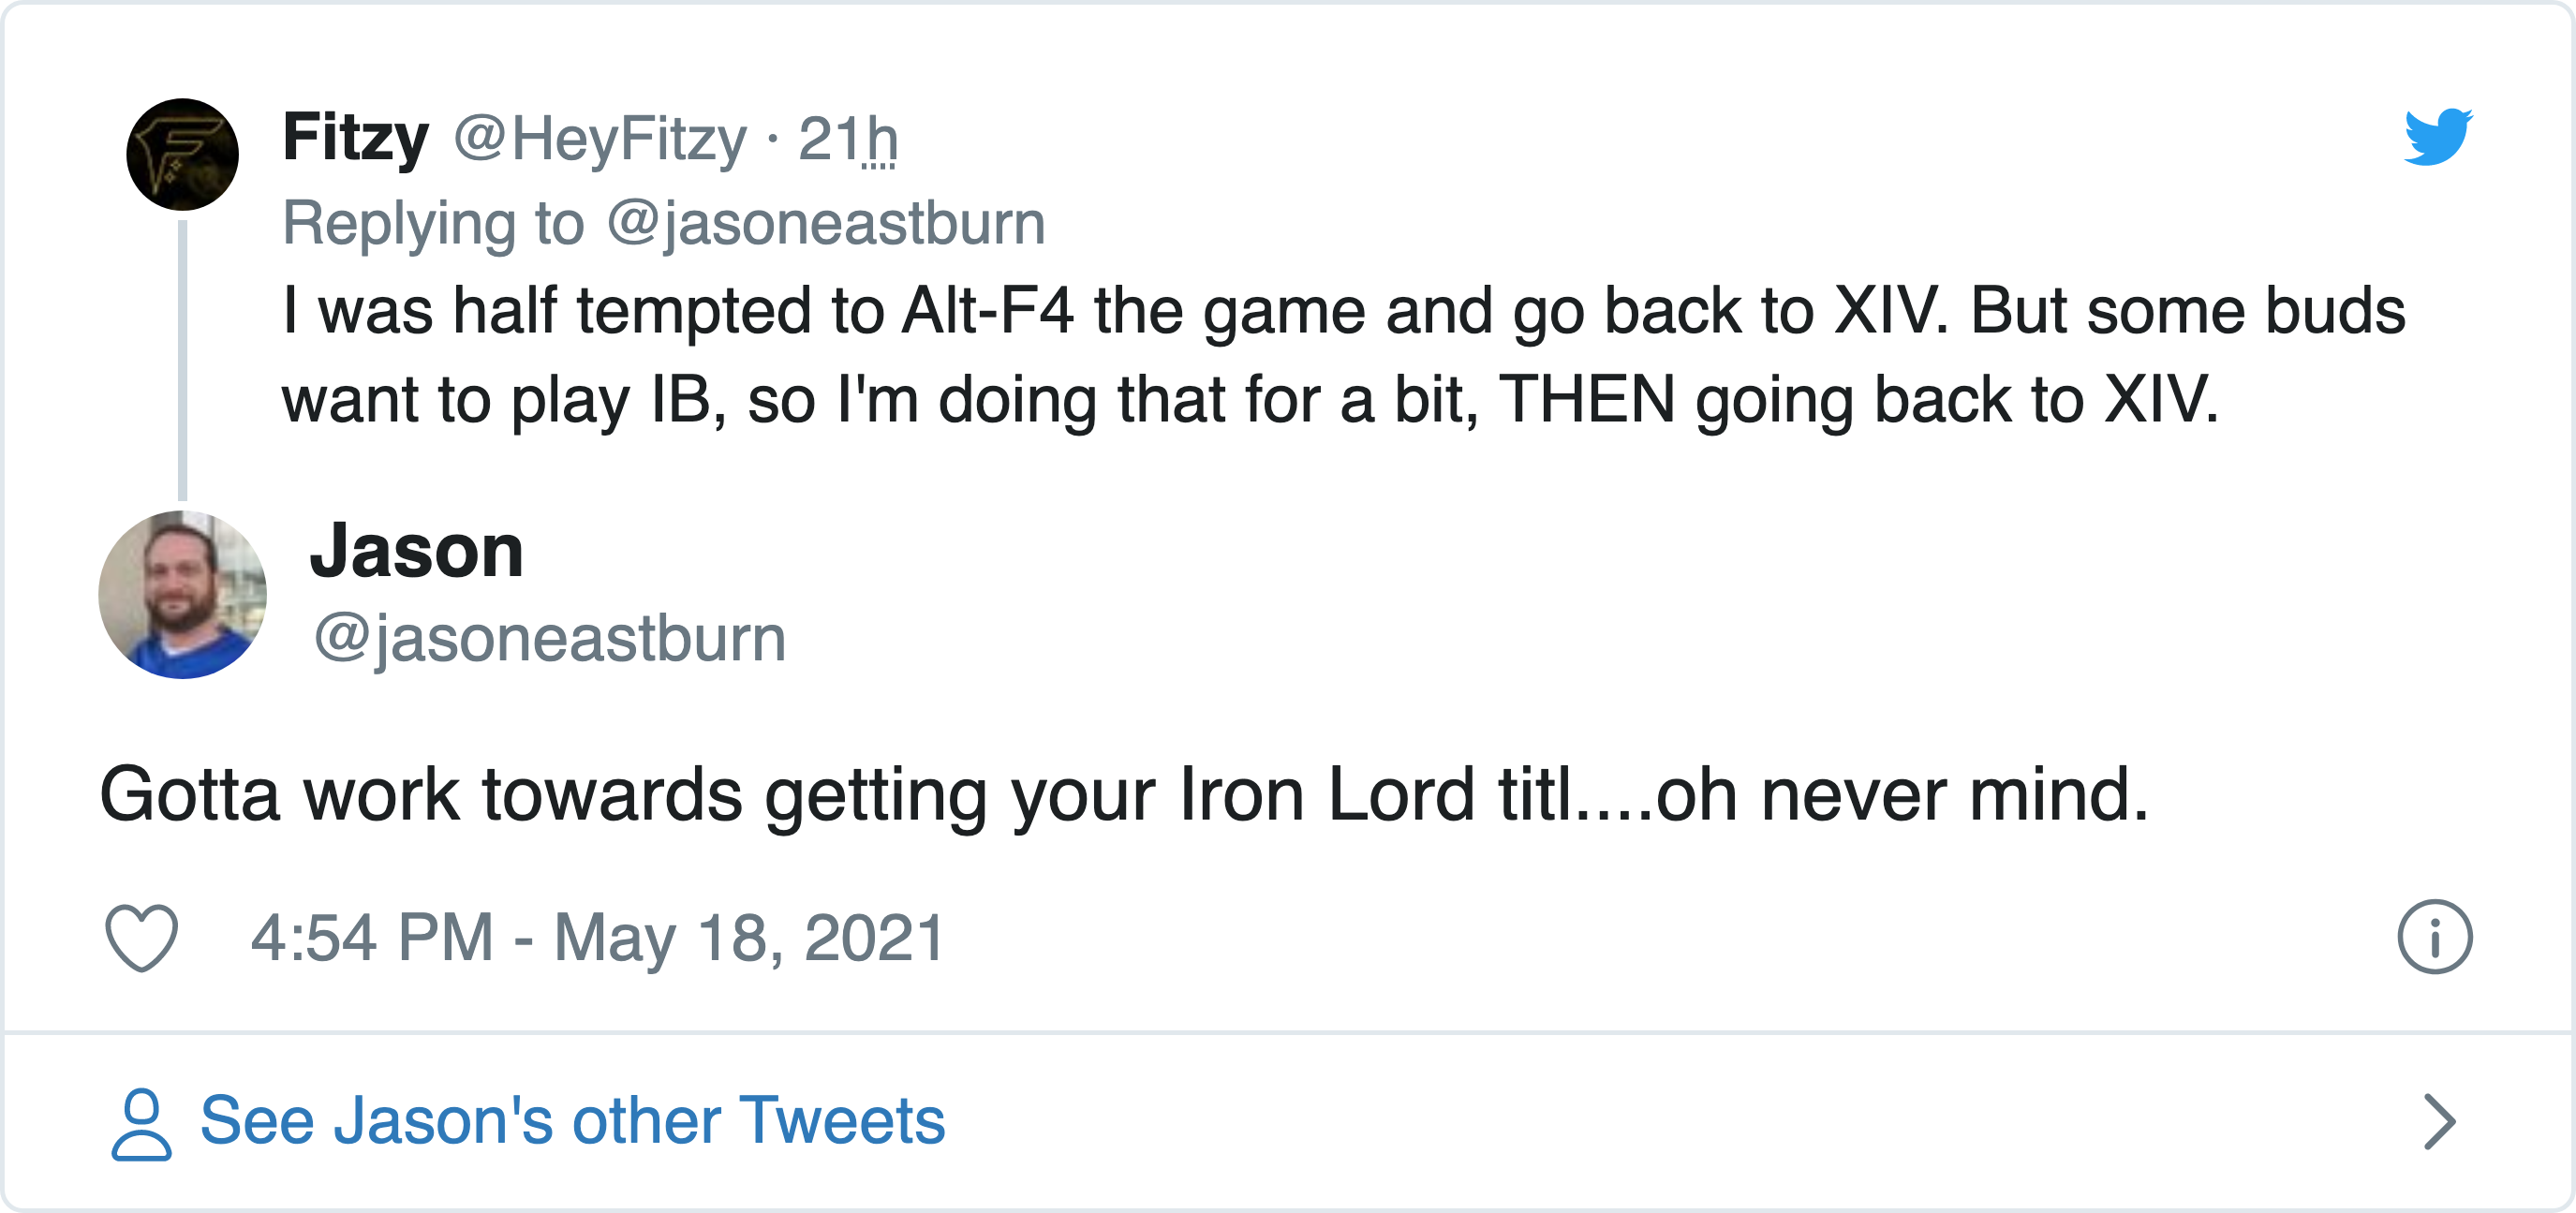 Fitzy @HeyFitzy · 21h
Replying to @jasoneastburn
I was half tempted to Alt-F4 the game and go back to XIV. But some buds
want to play IB, so I'm doing that for a bit, THEN going back to XIV.
Jason
@jasoneastburn
Gotta work towards getting your Iron Lord titl....oh never mind.
4:54 PM - May 18, 2021
See Jason's other Tweets